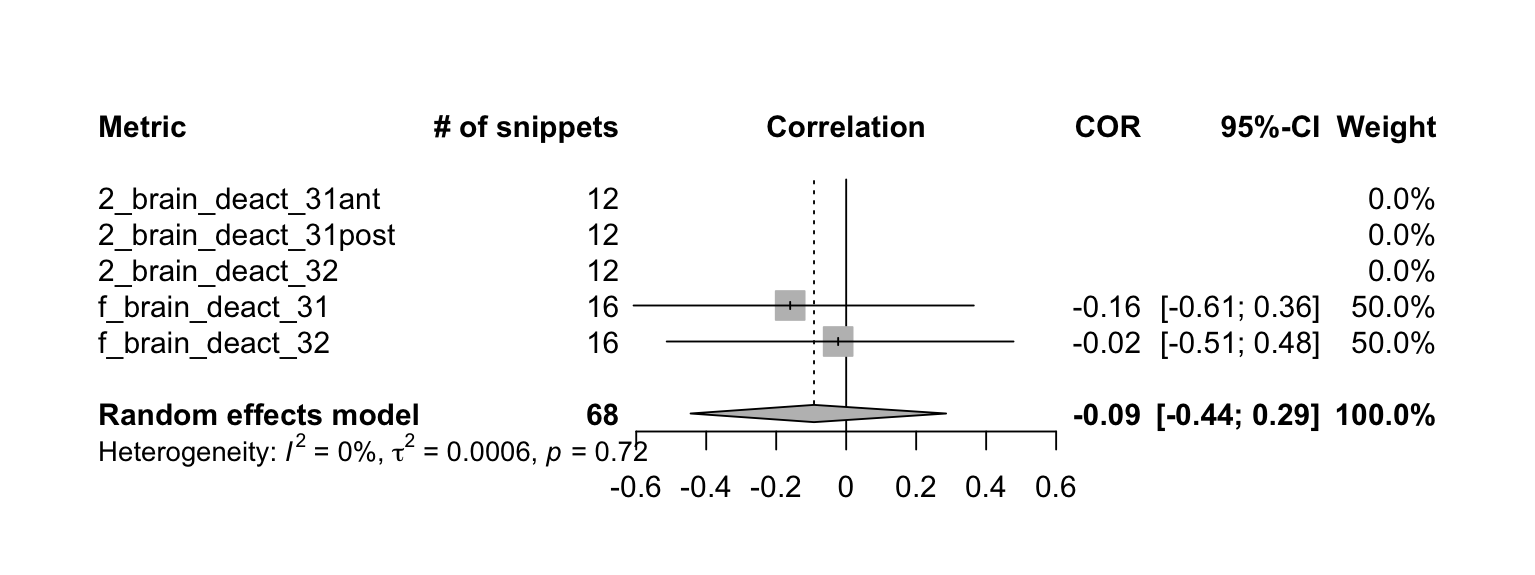 Metric # of snippets Correlation COR 95%-CI Weight
2_brain_deact_31ant 12 0.0%
2_brain_deact_31post 12 0.0%
2_brain_deact_32 12 0.0%
f_brain_deact_31 16 -0.16 [-0.61; 0.36] 50.0%
f_brain_deact_32 16 -0.02 [-0.51; 0.48] 50.0%
Random effects model 68 -0.09 [-0.44; 0.29] 100.0%
Heterogeneity: I² = 0%, τ² = 0.0006, p = 0.72
-0.6 -0.4 -0.2 0 0.2 0.4 0.6